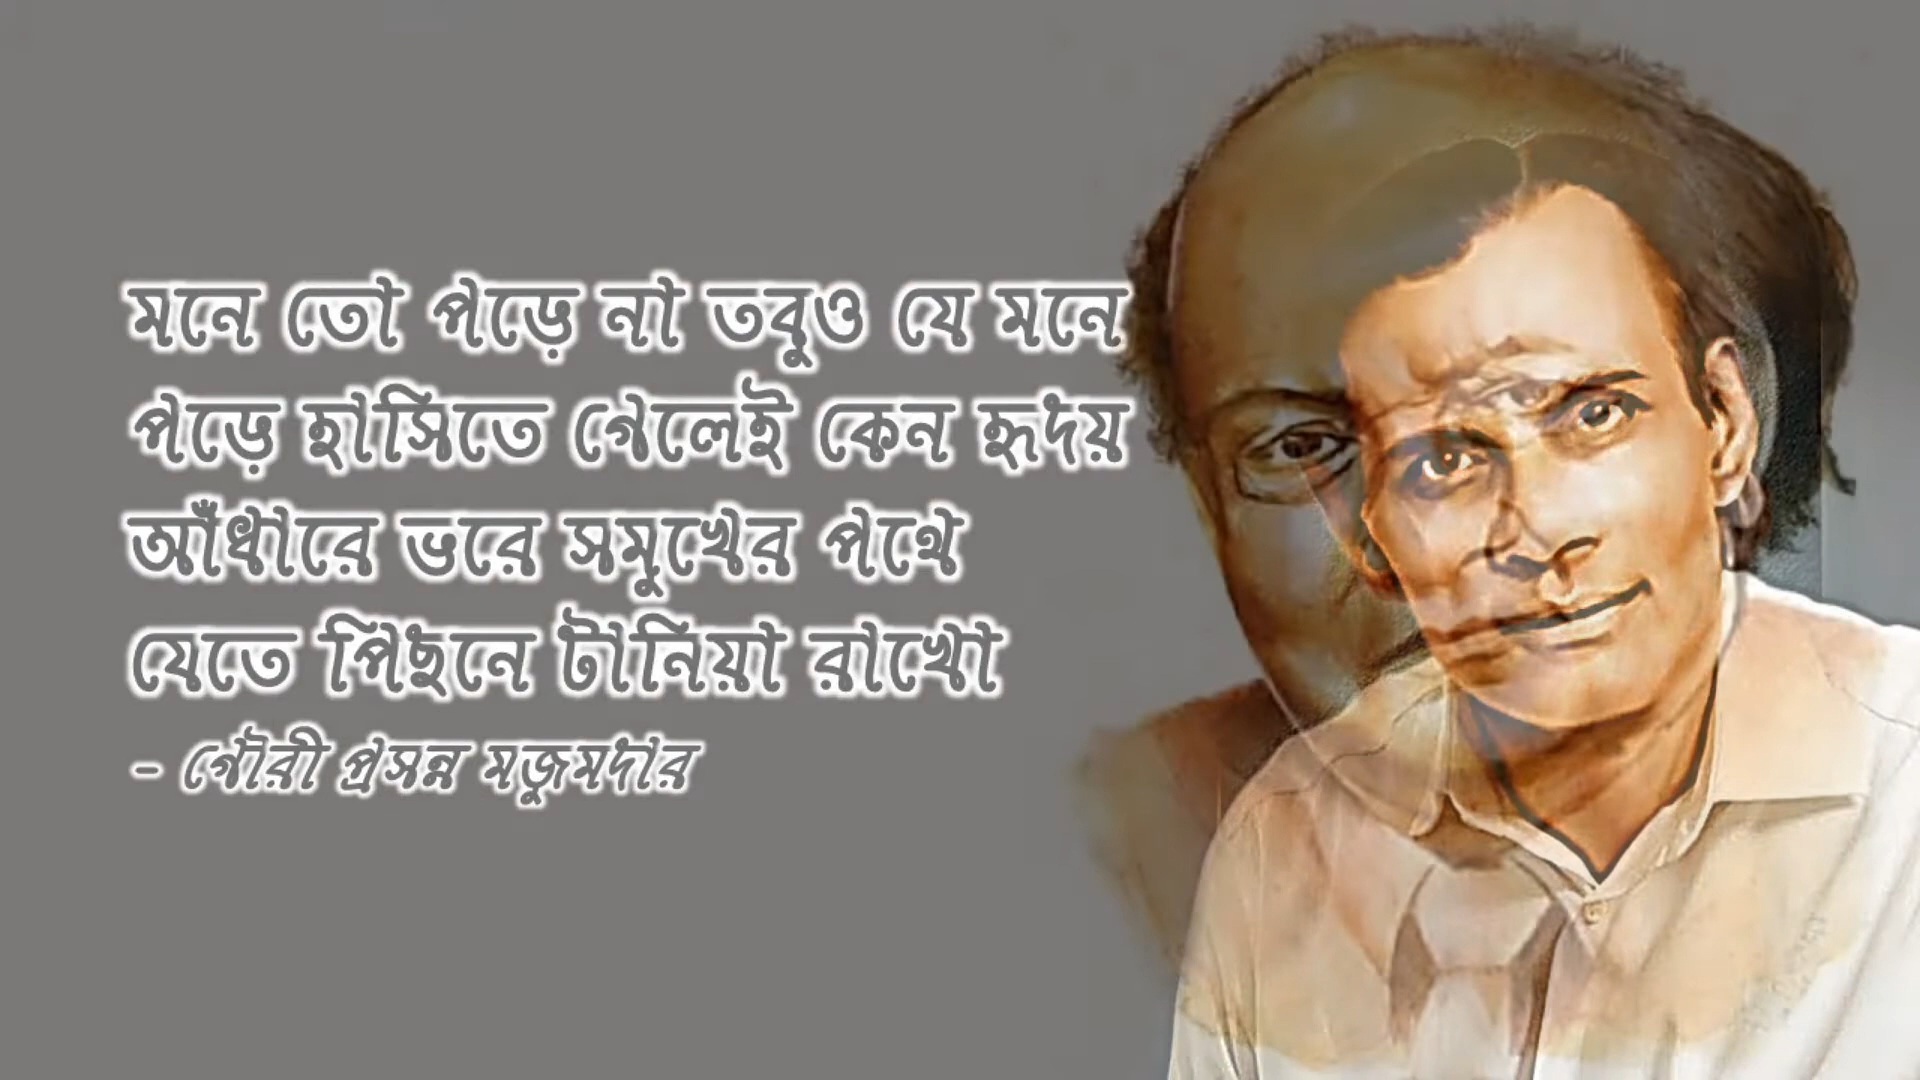 মনে তো পড়ে না তবুও যে মনে
পড়ে হাসিতে গেলেই কেন হৃদয়
আঁধারে ভরে সমুখের পথে
যেতে পিছনে টানিয়া রাখো
- গৌরী প্রসন্ন মজুমদার